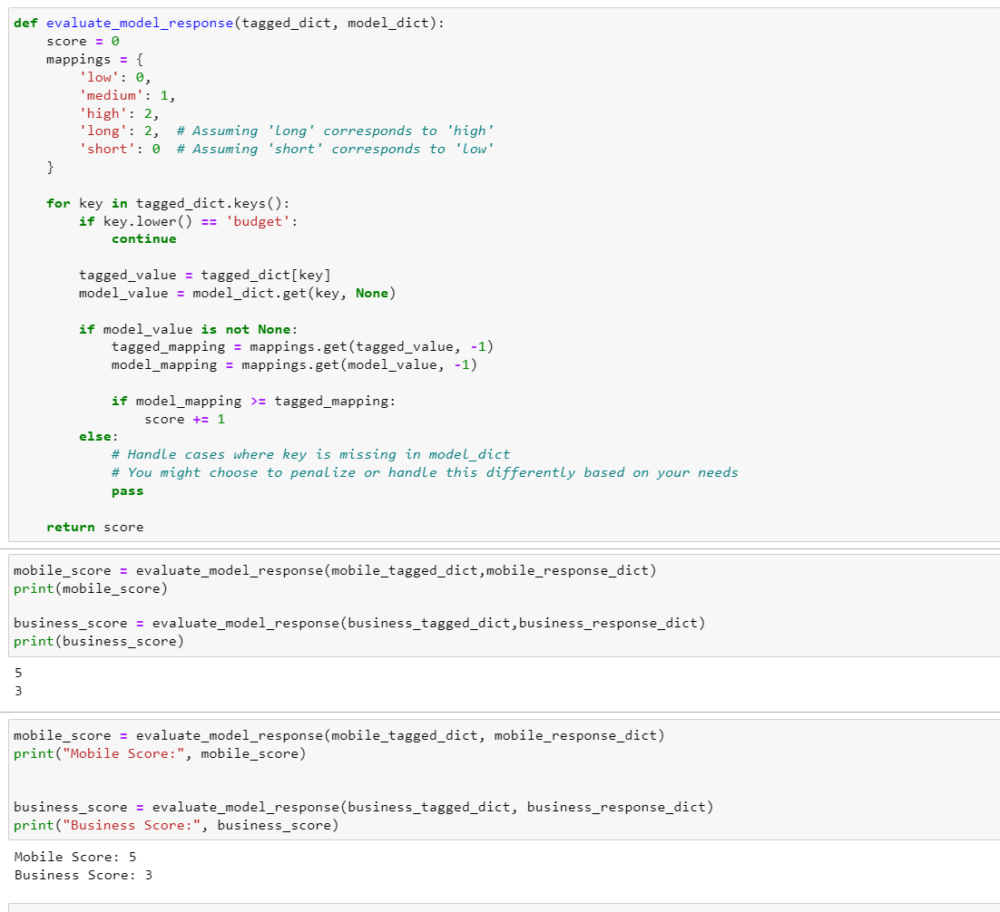 def evaluate_model_response(tagged_dict, model_dict):
    score = 0
    mappings = {
        'low': 0,
        'medium': 1,
        'high': 2,
        'long': 2,  # Assuming 'long' corresponds to 'high'
        'short': 0  # Assuming 'short' corresponds to 'low'
    }

    for key in tagged_dict.keys():
        if key.lower() == 'budget':
            continue

        tagged_value = tagged_dict[key]
        model_value = model_dict.get(key, None)

        if model_value is not None:
            tagged_mapping = mappings.get(tagged_value, -1)
            model_mapping = mappings.get(model_value, -1)

            if model_mapping >= tagged_mapping:
                score += 1
        else:
            # Handle cases where key is missing in model_dict
            # You might choose to penalize or handle this differently based on your needs
            pass

    return score
mobile_score = evaluate_model_response(mobile_tagged_dict,mobile_response_dict)
print(mobile_score)

business_score = evaluate_model_response(business_tagged_dict,business_response_dict)
print(business_score)
5
3
mobile_score = evaluate_model_response(mobile_tagged_dict, mobile_response_dict)
print("Mobile Score:", mobile_score)


business_score = evaluate_model_response(business_tagged_dict, business_response_dict)
print("Business Score:", business_score)
Mobile Score: 5
Business Score: 3